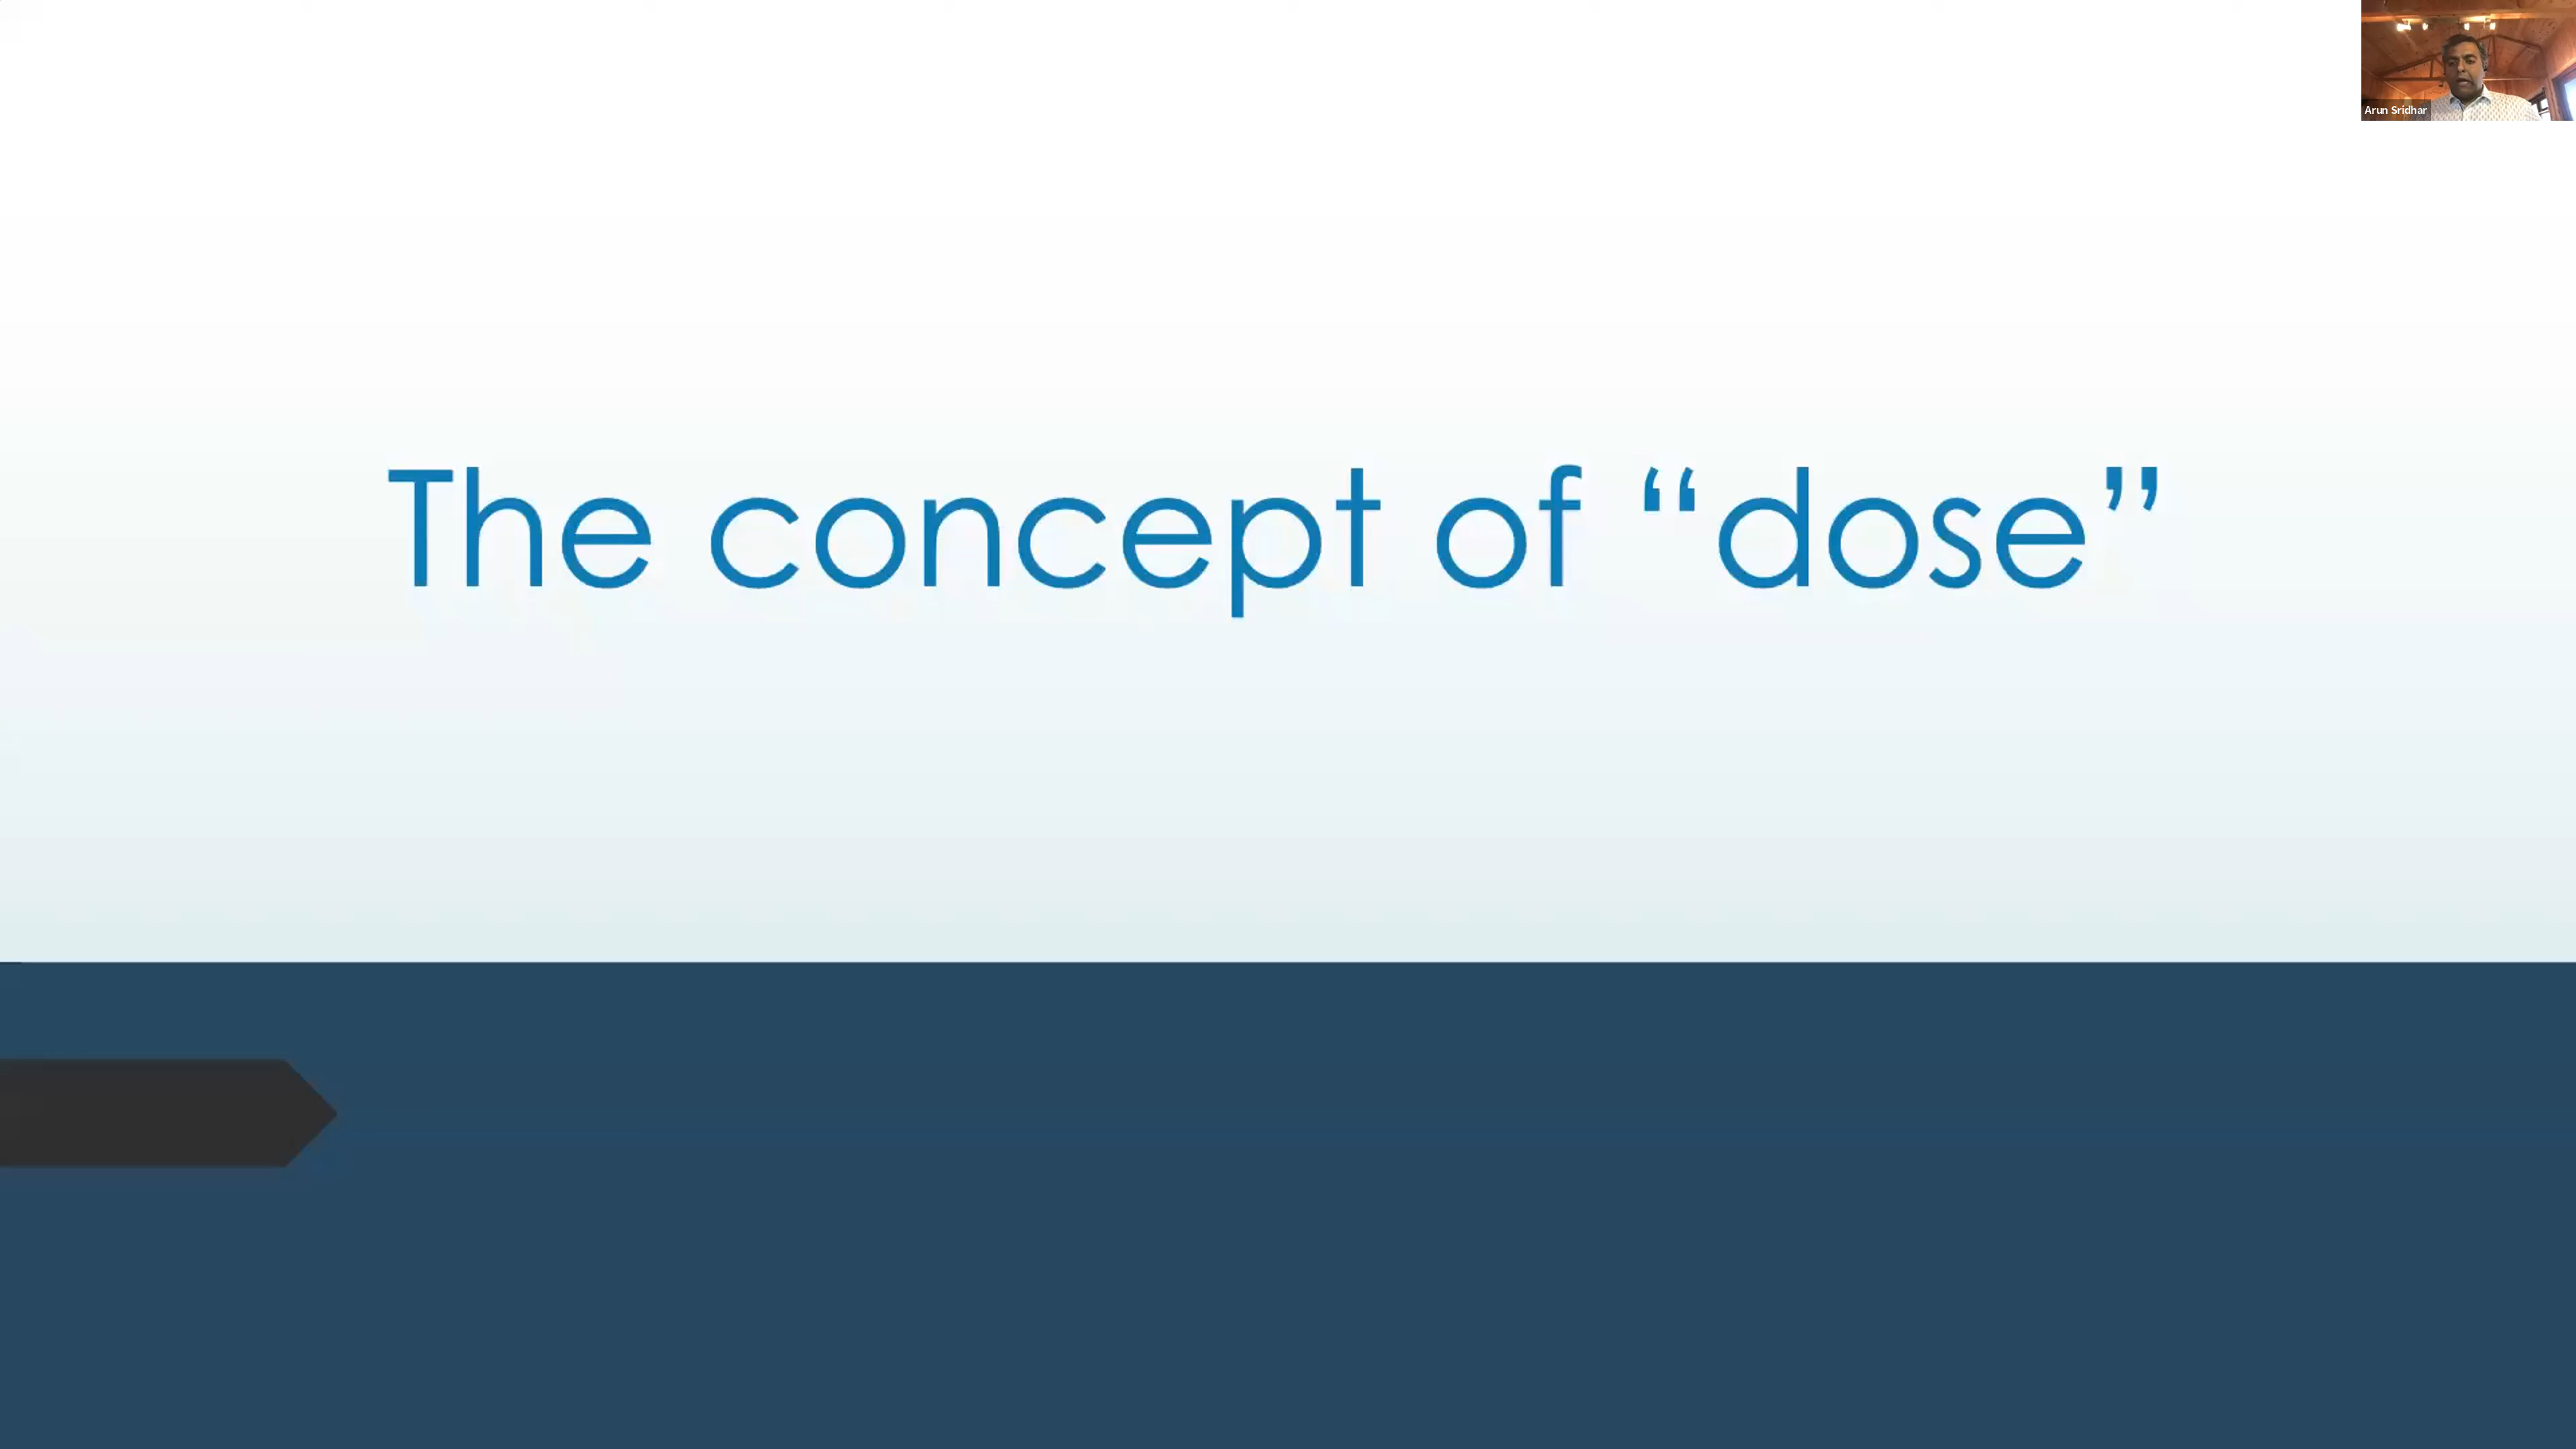 Arun Sridhar
The concept of “dose”